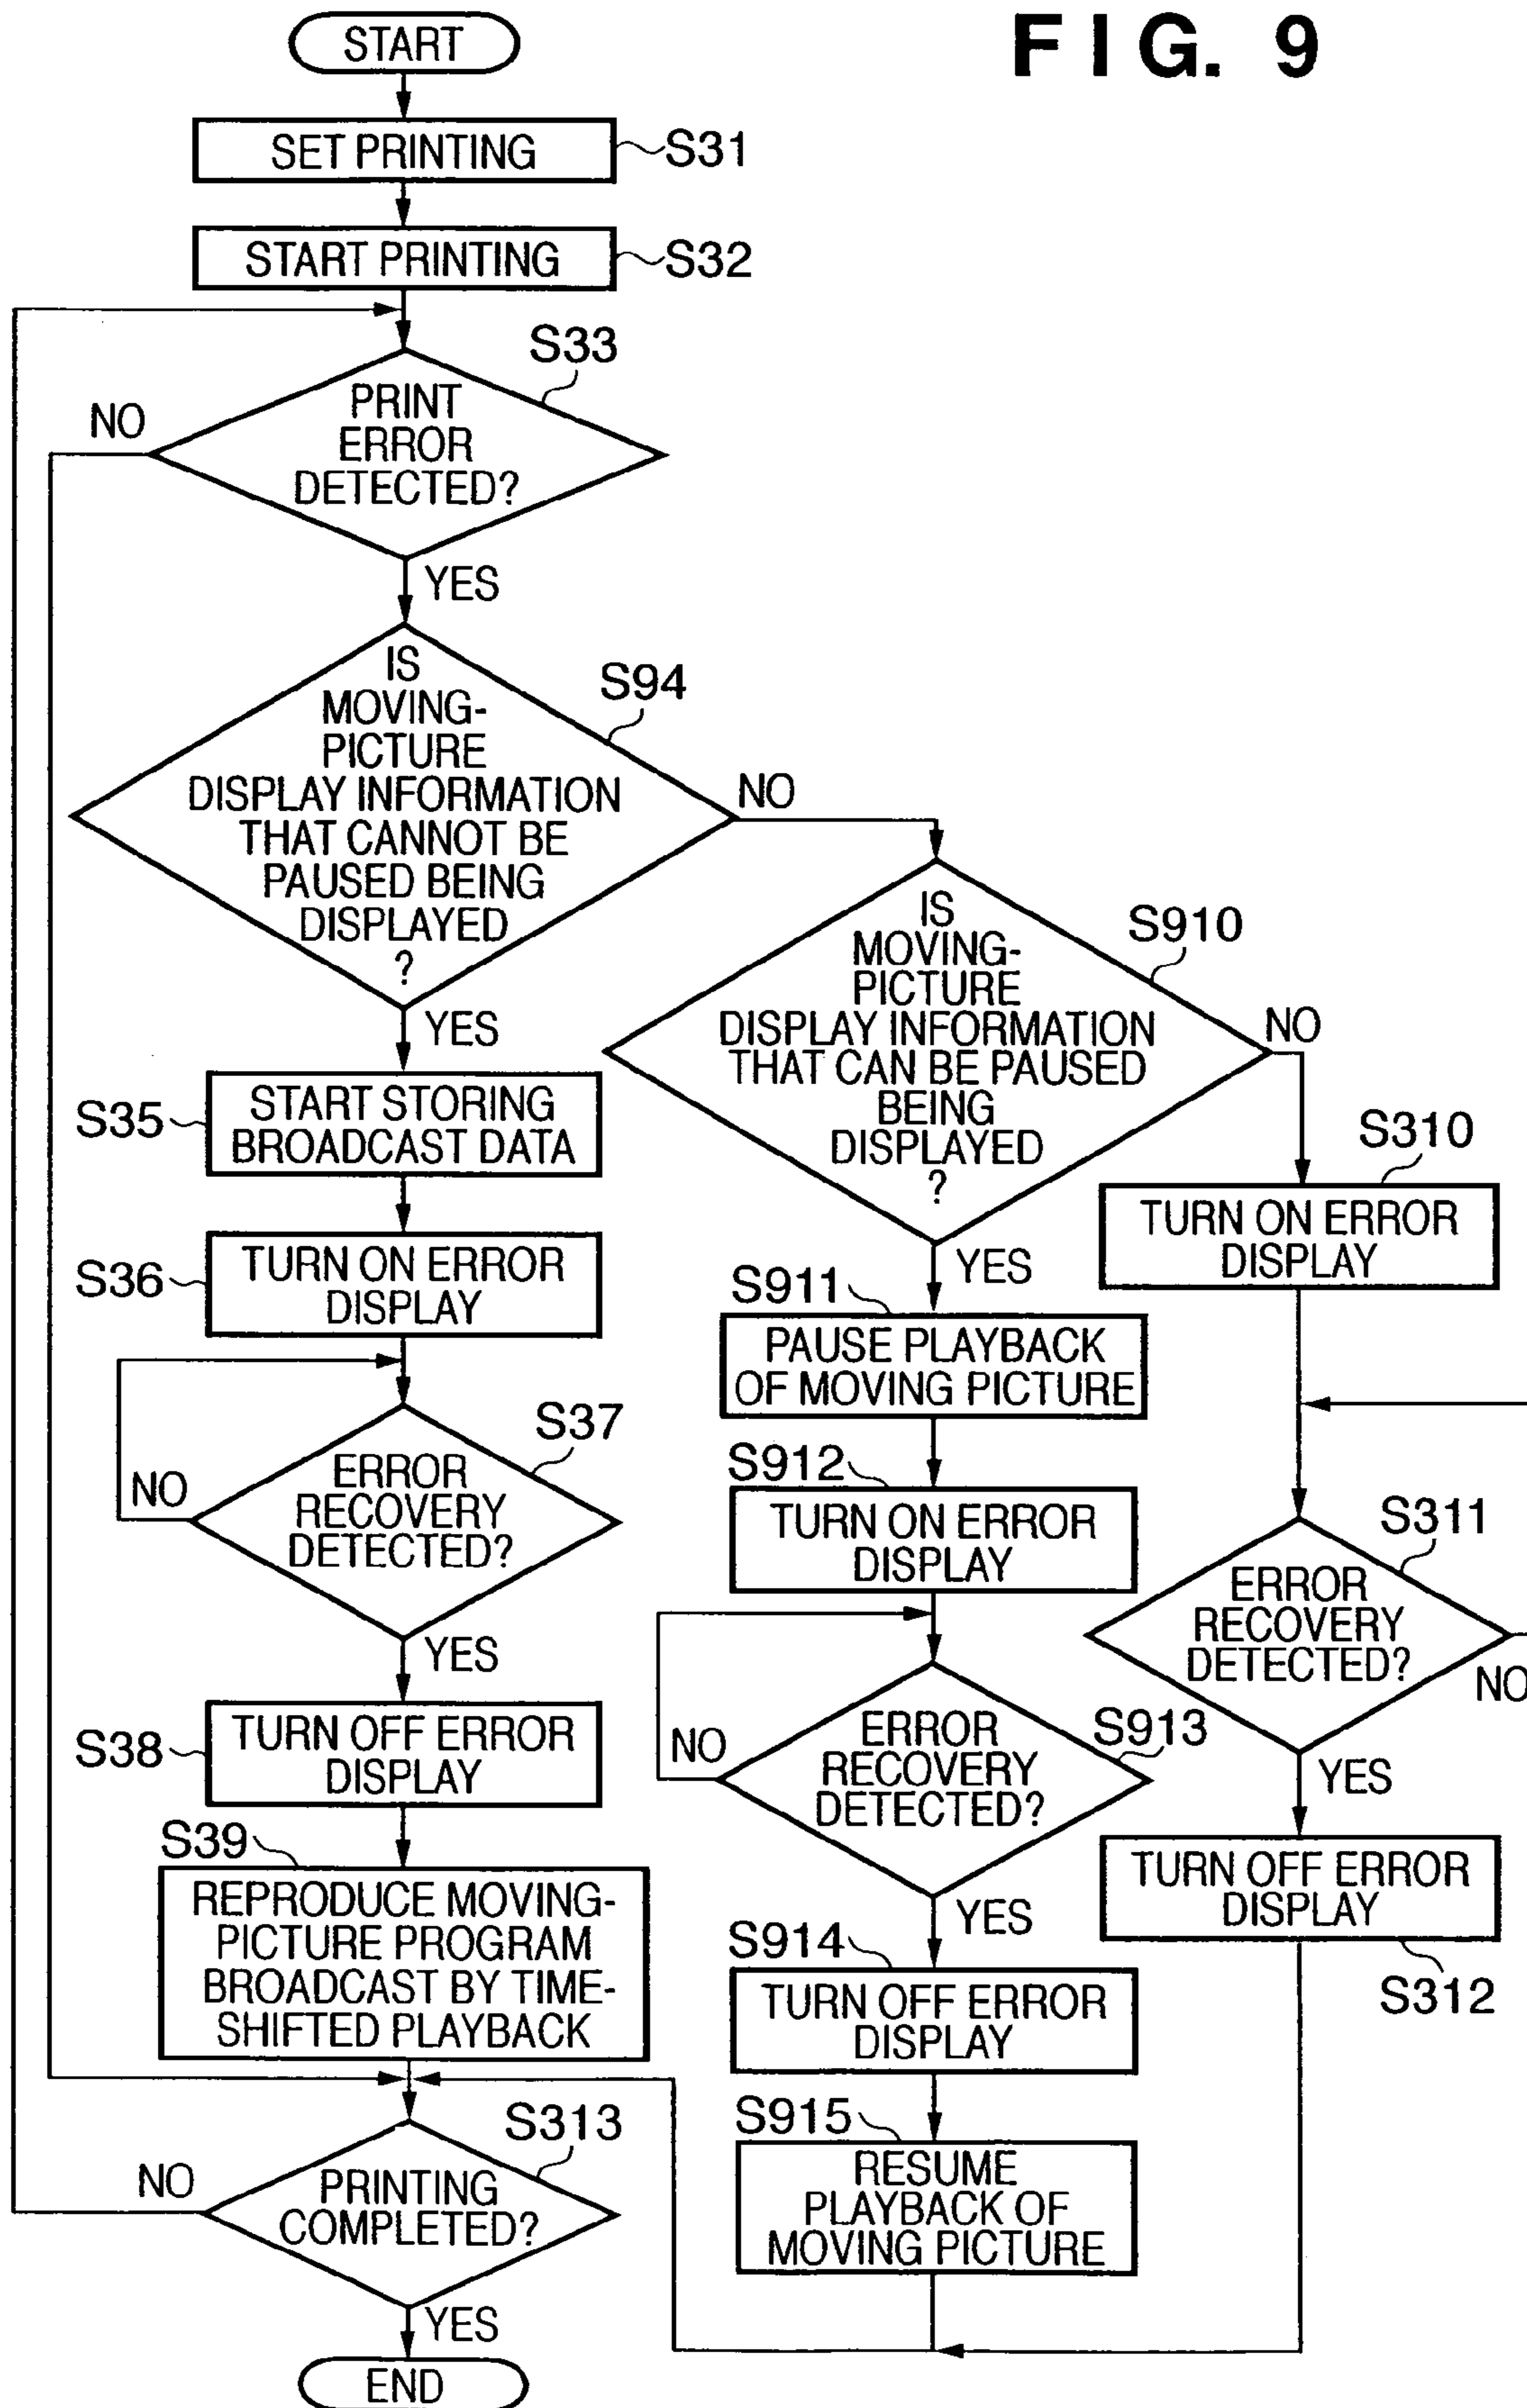 FIG. 9
START
SET PRINTING
S31
START PRINTING
S32
S33
PRINT
ERROR
DETECTED?
NO
YES
S94
IS
MOVING-
PICTURE
DISPLAY INFORMATION
THAT CANNOT BE
PAUSED BEING
DISPLAYED
?
NO
YES
S35
START STORING
BROADCAST DATA
S36
TURN ON ERROR
DISPLAY
S37
ERROR
RECOVERY
DETECTED?
NO
YES
S38
TURN OFF ERROR
DISPLAY
S39
REPRODUCE MOVING-
PICTURE PROGRAM
BROADCAST BY TIME-
SHIFTED PLAYBACK
S313
PRINTING
COMPLETED?
NO
YES
END
S910
IS
MOVING-
PICTURE
DISPLAY INFORMATION
THAT CAN BE PAUSED
BEING
DISPLAYED
?
NO
YES
S911
PAUSE PLAYBACK
OF MOVING PICTURE
S912
TURN ON ERROR
DISPLAY
S913
ERROR
RECOVERY
DETECTED?
NO
YES
S914
TURN OFF ERROR
DISPLAY
S915
RESUME
PLAYBACK OF
MOVING PICTURE
S310
TURN ON ERROR
DISPLAY
S311
ERROR
RECOVERY
DETECTED?
NO
YES
TURN OFF ERROR
DISPLAY
S312